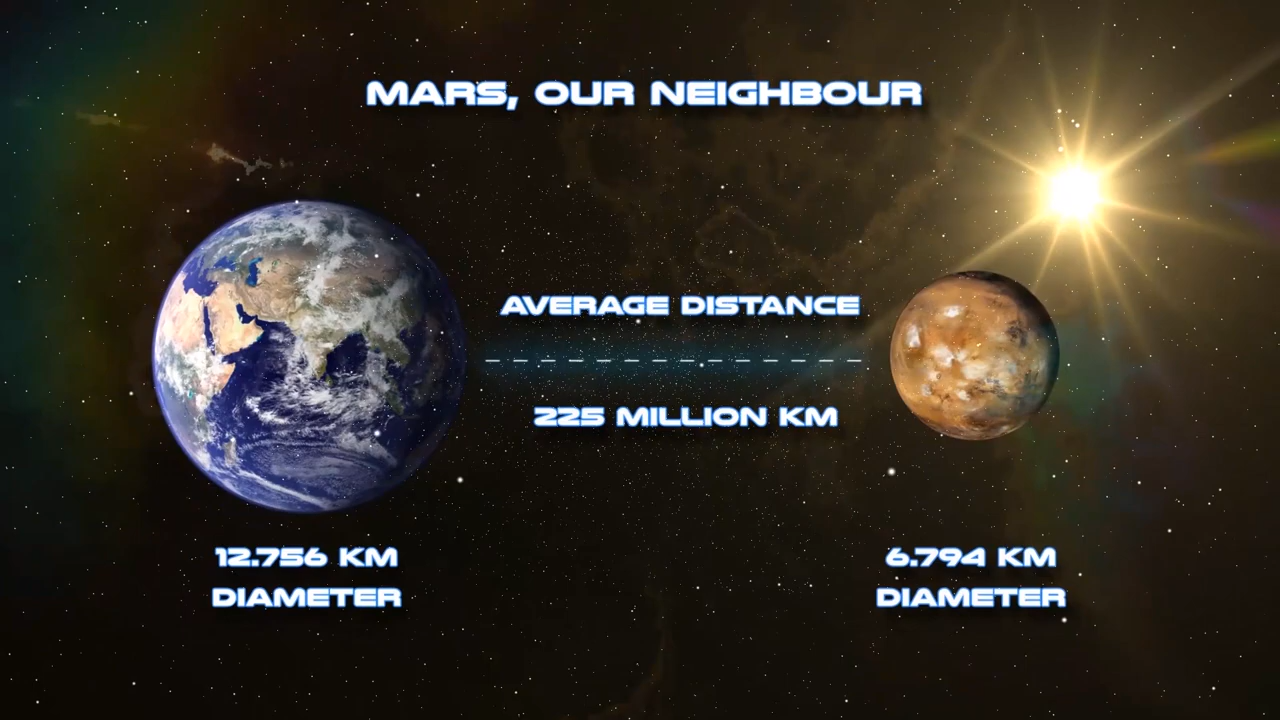 MARS, OUR NEIGHBOUR
AVERAGE DISTANCE
225 MILLION KM
12.756 KM
DIAMETER
6.794 KM
DIAMETER